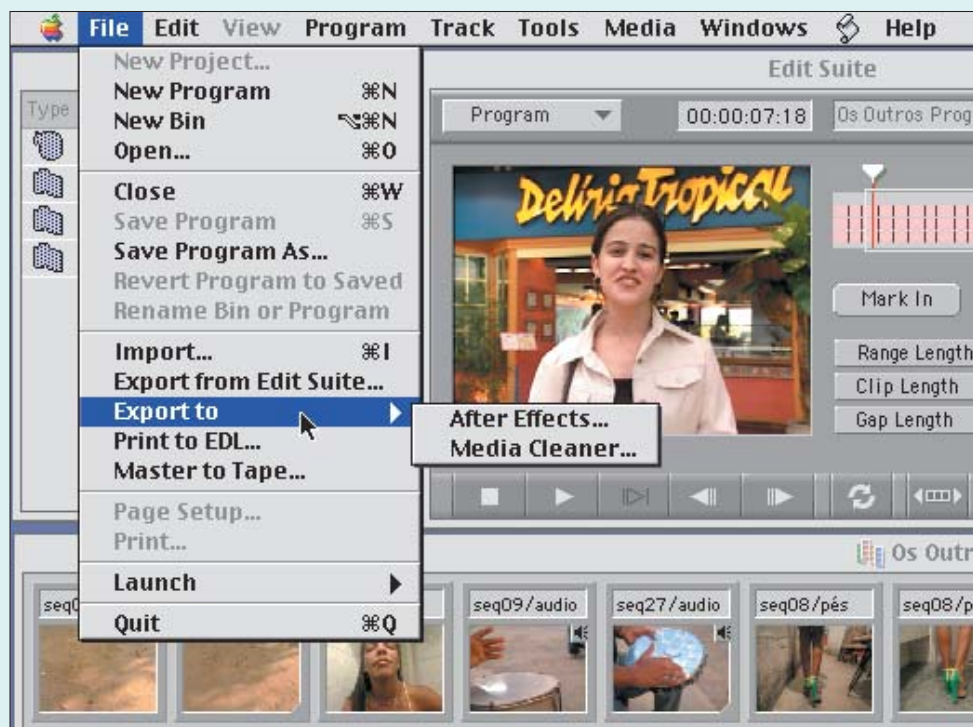 File Edit View Program Track Tools Media Windows Help
New Project...
New Program ⌘N
New Bin ⌥⌘N
Open... ⌘O
Close ⌘W
Save Program ⌘S
Save Program As...
Revert Program to Saved
Rename Bin or Program
Import... ⌘I
Export from Edit Suite...
Export to
Print to EDL...
Master to Tape...
Page Setup...
Print...
Launch
Quit ⌘Q
After Effects...
Media Cleaner...
Type
Edit Suite
Program 00:00:07:18 Os Outros Prog
Delíria Tropical
Mark In
Range Length
Clip Length
Gap Length
Os Outr
seq0 seq09/audio seq27/audio seq08/pés seq08/p